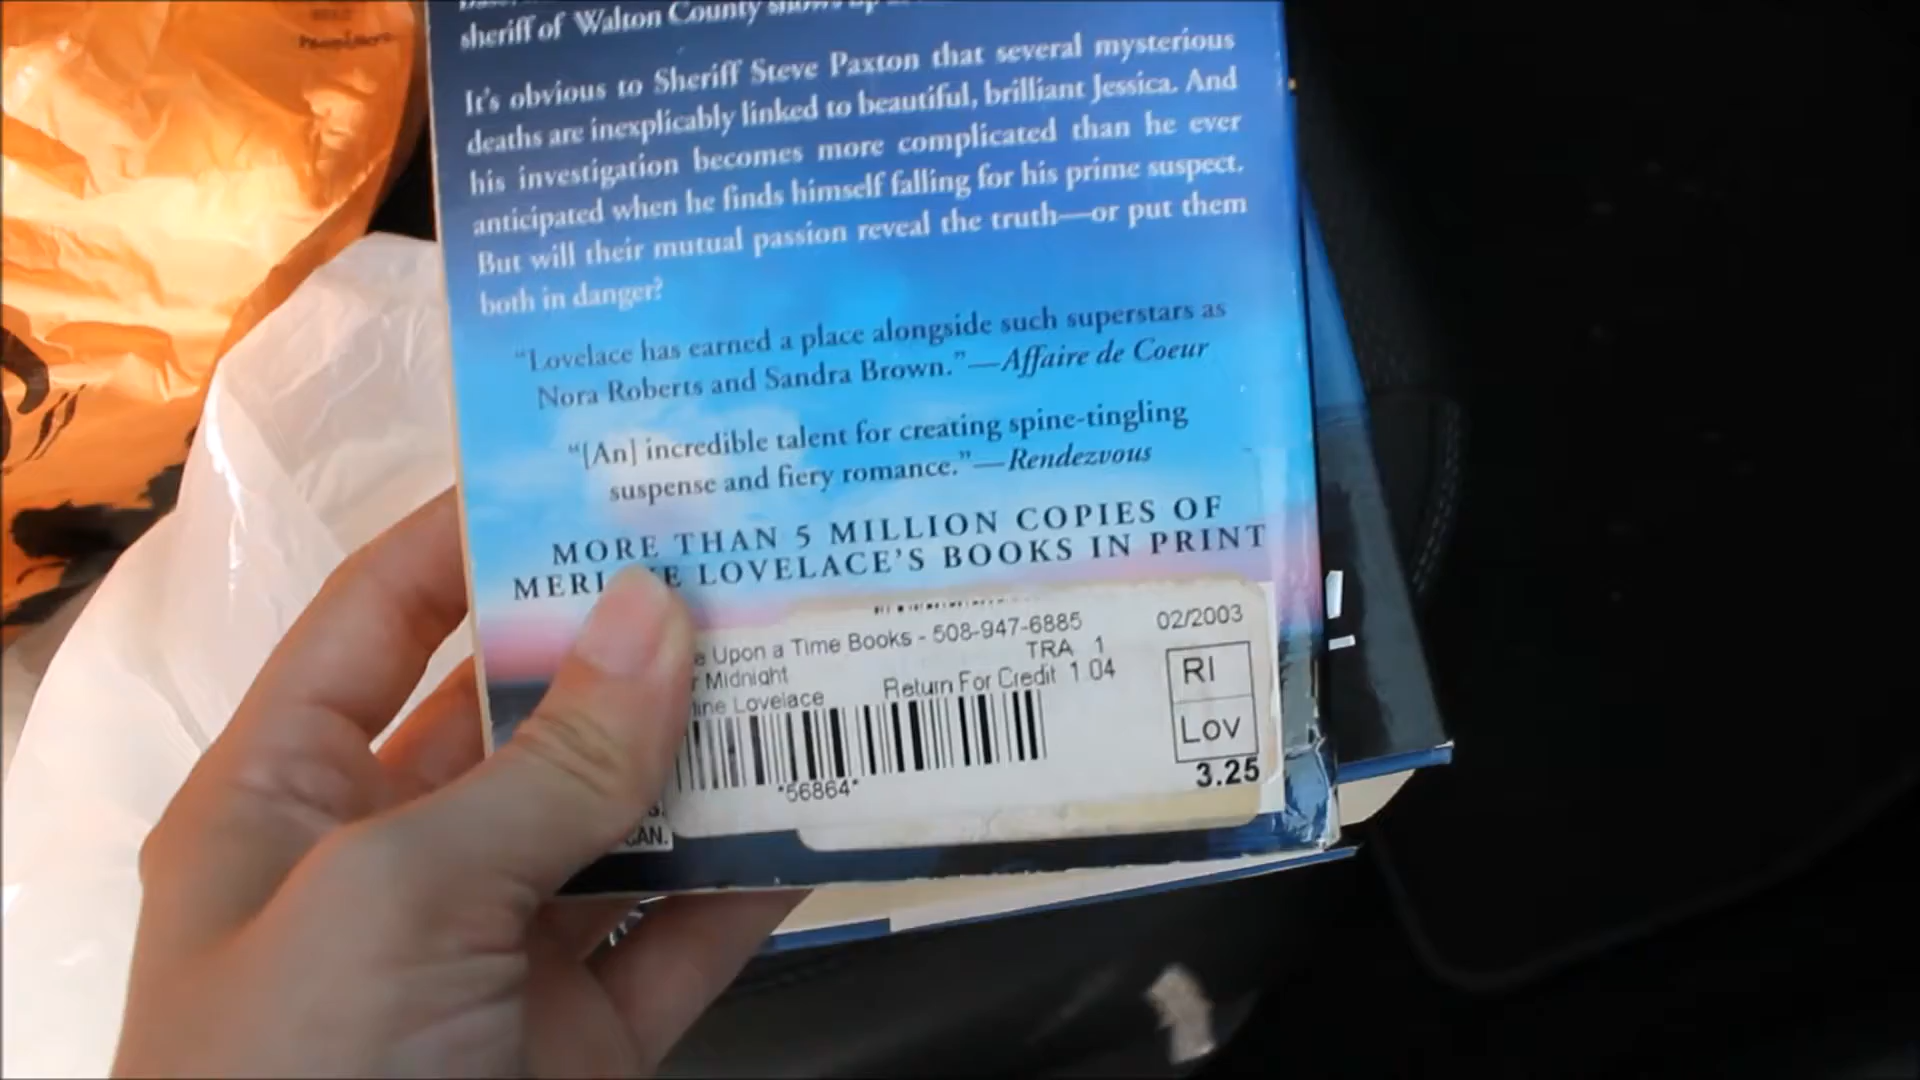 sheriff of Walton County shows up
It's obvious to Sheriff Steve Paxton that several mysterious
deaths are inexplicably linked to beautiful, brilliant Jessica. And
his investigation becomes more complicated than he ever
anticipated when he finds himself falling for his prime suspect.
But will their mutual passion reveal the truth—or put them
both in danger?
“Lovelace has earned a place alongside such superstars as
Nora Roberts and Sandra Brown.”—Affaire de Coeur
“[An] incredible talent for creating spine-tingling
suspense and fiery romance.”—Rendezvous
MORE THAN 5 MILLION COPIES OF
MERL E LOVELACE'S BOOKS IN PRINT
e Upon a Time Books - 508-947-6885
02/2003
TRA 1
r Midnight
Return For Credit 1.04
ine Lovelace
RI
Lov
3.25
*56864*
S.
CAN.